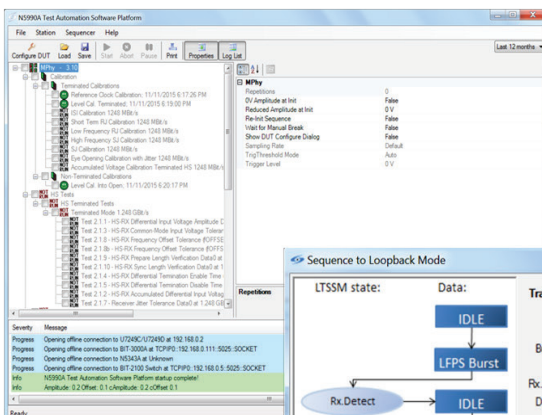 N5990A Test Automation Software Platform
File Station Sequencer Help
Configure DUT Load Save Start Abort Pause Print Properties Log List
Last 12 months
MPhy - 3.10
Calibration
Terminated Calibrations
Reference Clock Calibration; 11/11/2015 6:17:26 PM
Level Cal. Terminated; 11/11/2015 6:19:00 PM
ISI Calibration 1248 MBit/s
Short Term RJ Calibration 1248 MBit/s
Low Frequency RJ Calibration 1248 MBit/s
High Frequency SJ Calibration 1248 MBit/s
SJ Calibration 1248 MBit/s
Eye Opening Calibration with Jitter 1248 MBit/s
Accumulated Voltage Calibration Terminated HS 1248 MBit/s
Non-Terminated Calibrations
Level Cal. Into Open; 11/11/2015 6:20:17 PM
HS Tests
HS Terminated Tests
Terminated Mode 1.248 GBit/s
Test 2.1.1 - HS-RX Differential Input Voltage Amplitude
Test 2.1.3 - HS-RX Common-Mode Input Voltage Toler
Test 2.1.8 - HS-RX Frequency Offset Tolerance (fOFFSE
Test 2.1.8b - HS-RX Frequency Offset Tolerance (fOFFS
Test 2.1.9 - HS-RX Prepare Length Verification Data0 at
Test 2.1.10 - HS-RX Sync Length Verification Data0 at 1
Test 2.1.4 - HS-RX Differential Termination Enable Time
Test 2.1.5 - HS-RX Differential Termination Disable Time
Test 2.1.2 - HS-RX Accumulated Differential Input Voltag
Test 2.1.7 - Receiver Jitter Tolerance Data0 at 1.248 GB
MPhy
Repetitions 0
0V Amplitude at Init False
Reduced Amplitude at Init 0 V
Re-Init Sequence False
Wait for Manual Break False
Show DUT Configure Dialog False
Sampling Rate Default
TrigThreshold Mode Auto
Trigger Level 0 V
Repetitions
Severity Message
Progress Opening offline connection to U7249C/U7249D at 192.168.0.2
Progress Opening offline connection to BIT-3000A at TCPIP0::192.168.0.111::5025::SOCKET
Progress Opening offline connection to N5343A at Unknown
Progress Opening offline connection to BIT-2100 Switch at TCPIP0::192.168.0.5::5025::SOCKET
Info N5990A Test Automation Software Platform startup complete!
Info Amplitude: 0.2 Offset: 0.1 cAmplitude: 0.2 cOffset 0.1
Ready
Sequence to Loopback Mode
LTSSM state: Data:
Tra
IDLE
B
LFPS Burst
Rx.
Rx.Detect IDLE
D